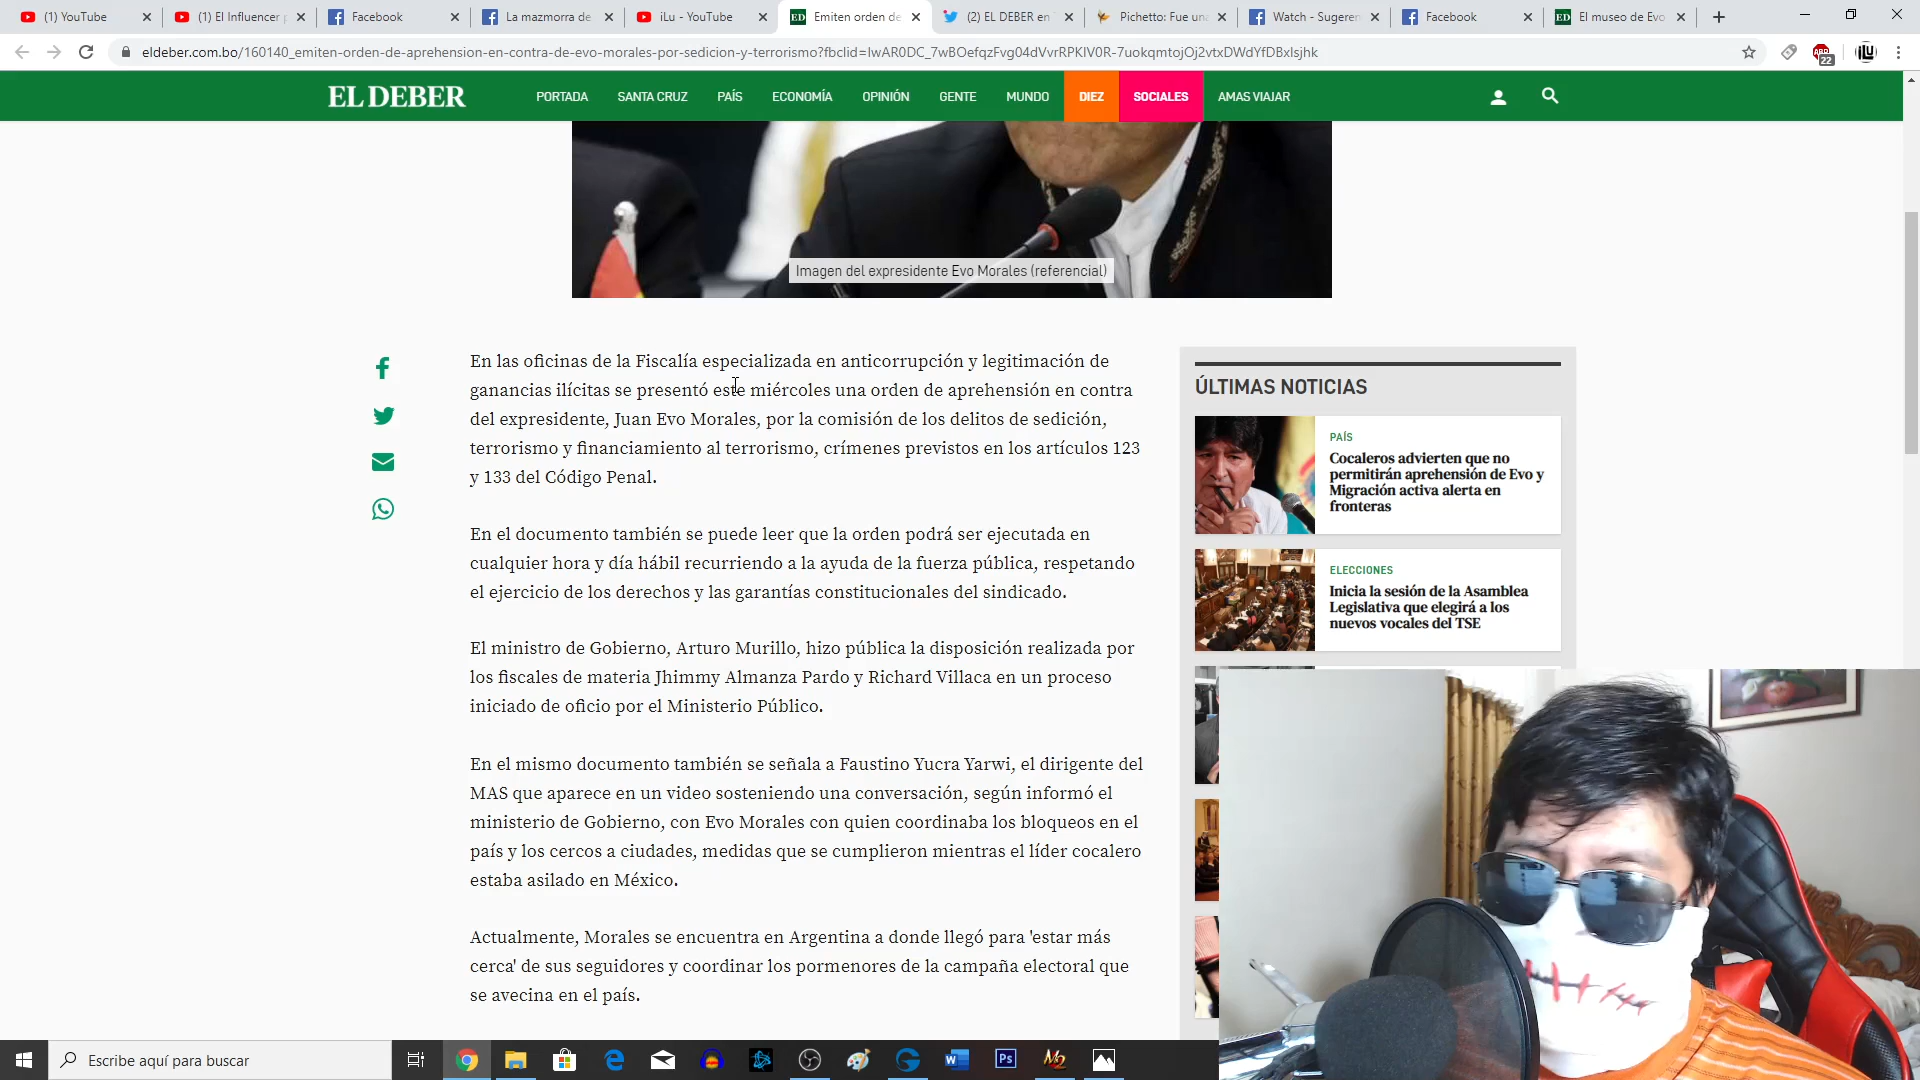 (1) YouTube
(1) El Influencer p
Facebook
La mazmorra de
iLu - YouTube
Emiten orden de
(2) EL DEBER en T
Pichetto: Fue una
Watch - Sugeren
Facebook
El museo de Evo
eldeber.com.bo/160140_emiten-orden-de-aprehension-en-contra-de-evo-morales-por-sedicion-y-terrorismo?fbclid=IwAR0DC_7wBOefqzFvg04dVvrRPKIV0R-7uokqmtojOj2vtxDWdYfDBxlsjhk
ABP
22
iLU
EL DEBER
PORTADA
SANTA CRUZ
PAÍS
ECONOMÍA
OPINIÓN
GENTE
MUNDO
DIEZ
SOCIALES
AMAS VIAJAR
Imagen del expresidente Evo Morales (referencial)
En las oficinas de la Fiscalía especializada en anticorrupción y legitimación de
ganancias ilícitas se presentó este miércoles una orden de aprehensión en contra
del expresidente, Juan Evo Morales, por la comisión de los delitos de sedición,
terrorismo y financiamiento al terrorismo, crímenes previstos en los artículos 123
y 133 del Código Penal.
En el documento también se puede leer que la orden podrá ser ejecutada en
cualquier hora y día hábil recurriendo a la ayuda de la fuerza pública, respetando
el ejercicio de los derechos y las garantías constitucionales del sindicado.
El ministro de Gobierno, Arturo Murillo, hizo pública la disposición realizada por
los fiscales de materia Jhimmy Almanza Pardo y Richard Villaca en un proceso
iniciado de oficio por el Ministerio Público.
En el mismo documento también se señala a Faustino Yucra Yarwi, el dirigente del
MAS que aparece en un video sosteniendo una conversación, según informó el
ministerio de Gobierno, con Evo Morales con quien coordinaba los bloqueos en el
país y los cercos a ciudades, medidas que se cumplieron mientras el líder cocalero
estaba asilado en México.
Actualmente, Morales se encuentra en Argentina a donde llegó para 'estar más
cerca' de sus seguidores y coordinar los pormenores de la campaña electoral que
se avecina en el país.
ÚLTIMAS NOTICIAS
PAÍS
Cocaleros advierten que no
permitirán aprehensión de Evo y
Migración activa alerta en
fronteras
ELECCIONES
Inicia la sesión de la Asamblea
Legislativa que elegirá a los
nuevos vocales del TSE
Escribe aquí para buscar
W
Ps